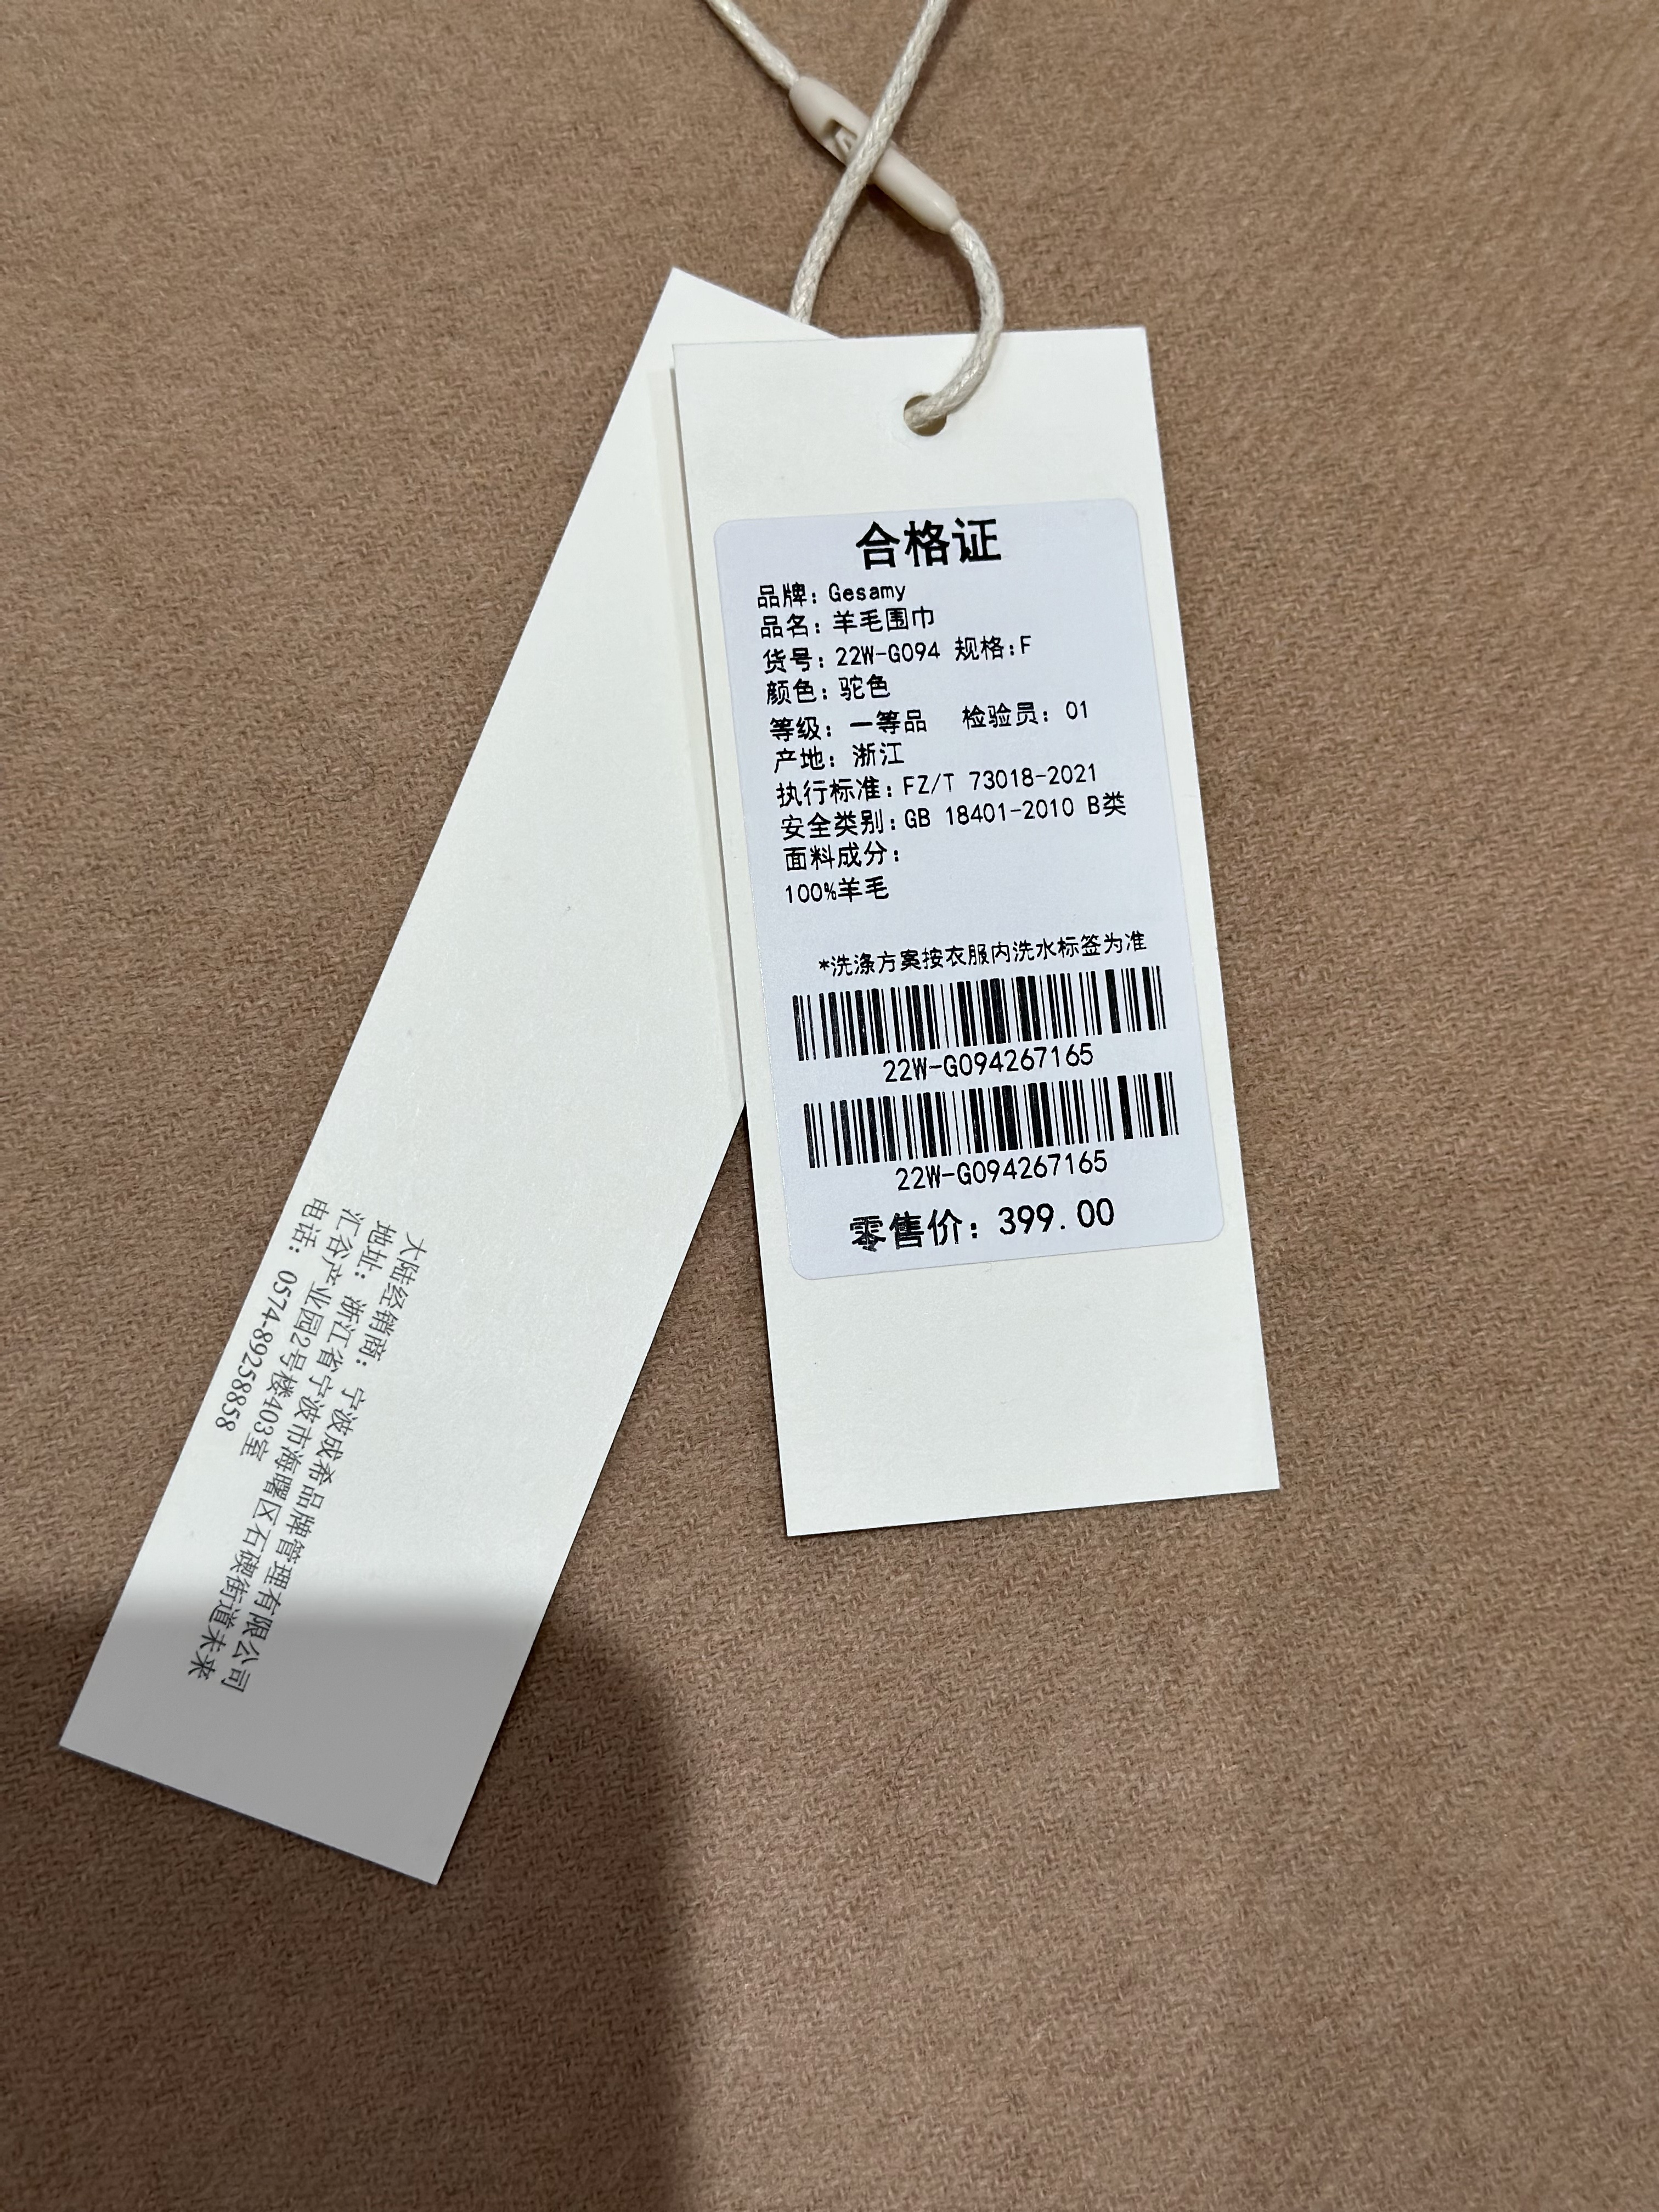 合格证
品牌：Gesamy
品名：羊毛围巾
货号：22W-G094 规格:F
颜色：驼色
等级：一等品 检验员：01
产地：浙江
执行标准：FZ/T 73018-2021
安全类别：GB 18401-2010 B类
面料成分：
100%羊毛
*洗涤方案按衣服内洗水标签为准
22W-G094267165
22W-G094267165
零售价：399.00
大陆经销商：宁波成希品牌管理有限公司
地址：浙江省宁波市海曙区石碶街道未来
汇谷产业园2号楼403室
电话：0574-89258858